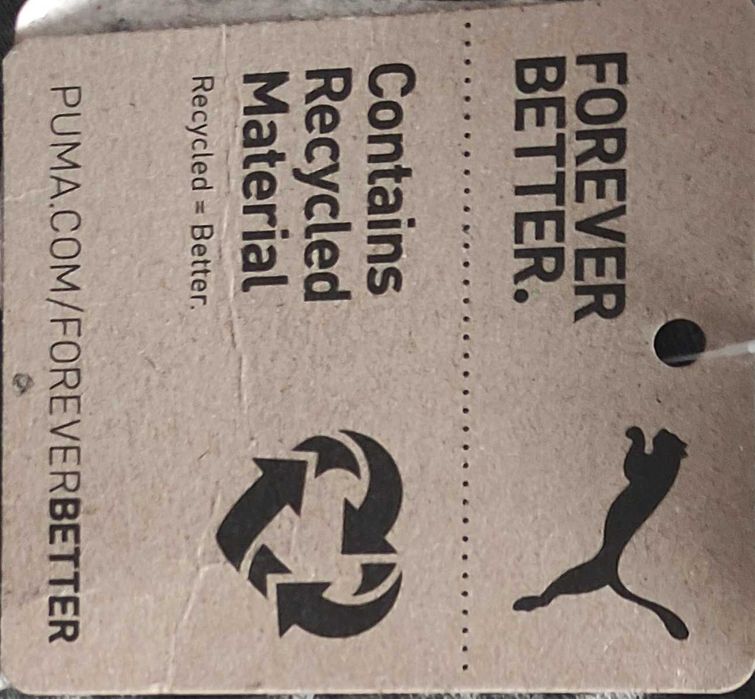 FOREVER
BETTER.
Contains
Recycled
Material
Recycled = Better.
PUMA.COM/FOREVERBETTER